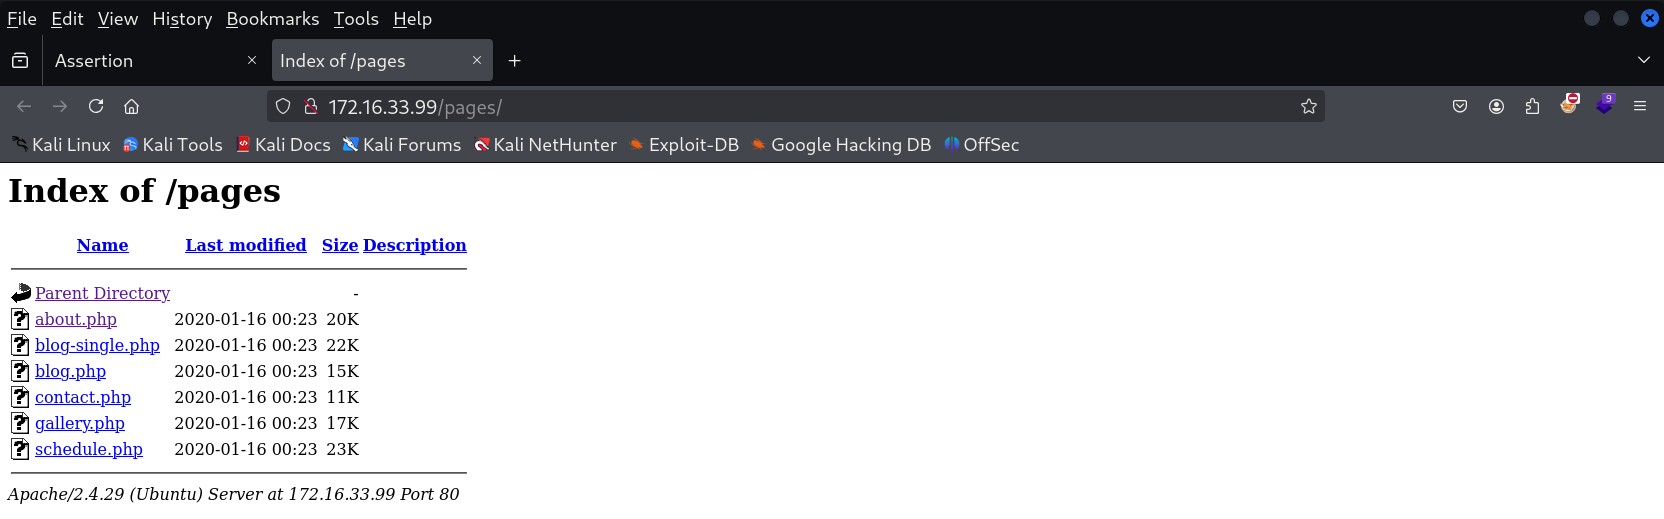 File Edit View History Bookmarks Tools Help
Assertion
Index of /pages
172.16.33.99/pages/
9
Kali Linux Kali Tools Kali Docs Kali Forums Kali NetHunter Exploit-DB Google Hacking DB OffSec
Index of /pages
Name Last modified Size Description
Parent Directory -
about.php 2020-01-16 00:23 20K
blog-single.php 2020-01-16 00:23 22K
blog.php 2020-01-16 00:23 15K
contact.php 2020-01-16 00:23 11K
gallery.php 2020-01-16 00:23 17K
schedule.php 2020-01-16 00:23 23K
Apache/2.4.29 (Ubuntu) Server at 172.16.33.99 Port 80